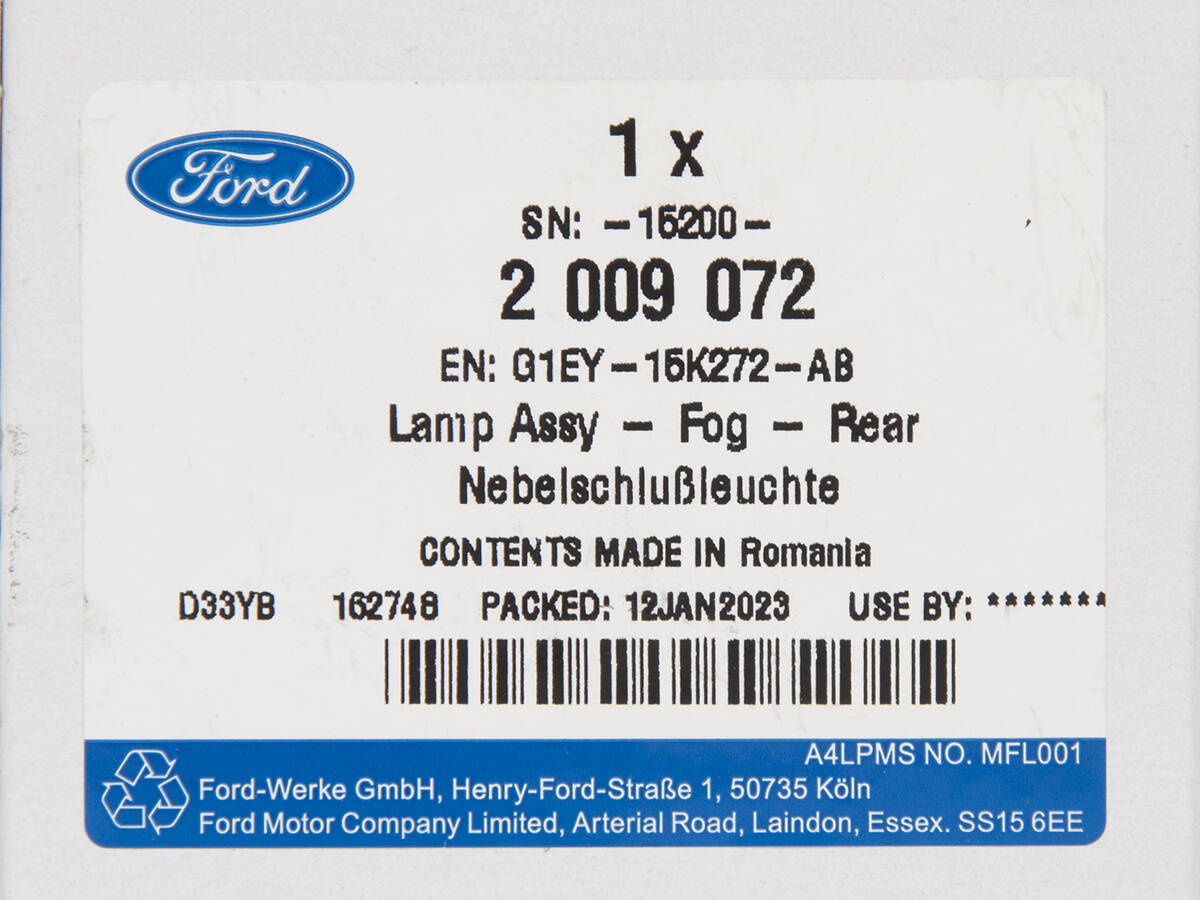 Ford
1 x
SN: -15200-
2 009 072
EN: G1EY-15K272-AB
Lamp Assy - Fog - Rear
Nebelschlußleuchte
CONTENTS MADE IN Romania
D33YB 162748 PACKED: 12JAN2023 USE BY: *******
A4LPMS NO. MFL001
Ford-Werke GmbH, Henry-Ford-Straße 1, 50735 Köln
Ford Motor Company Limited, Arterial Road, Laindon, Essex. SS15 6EE